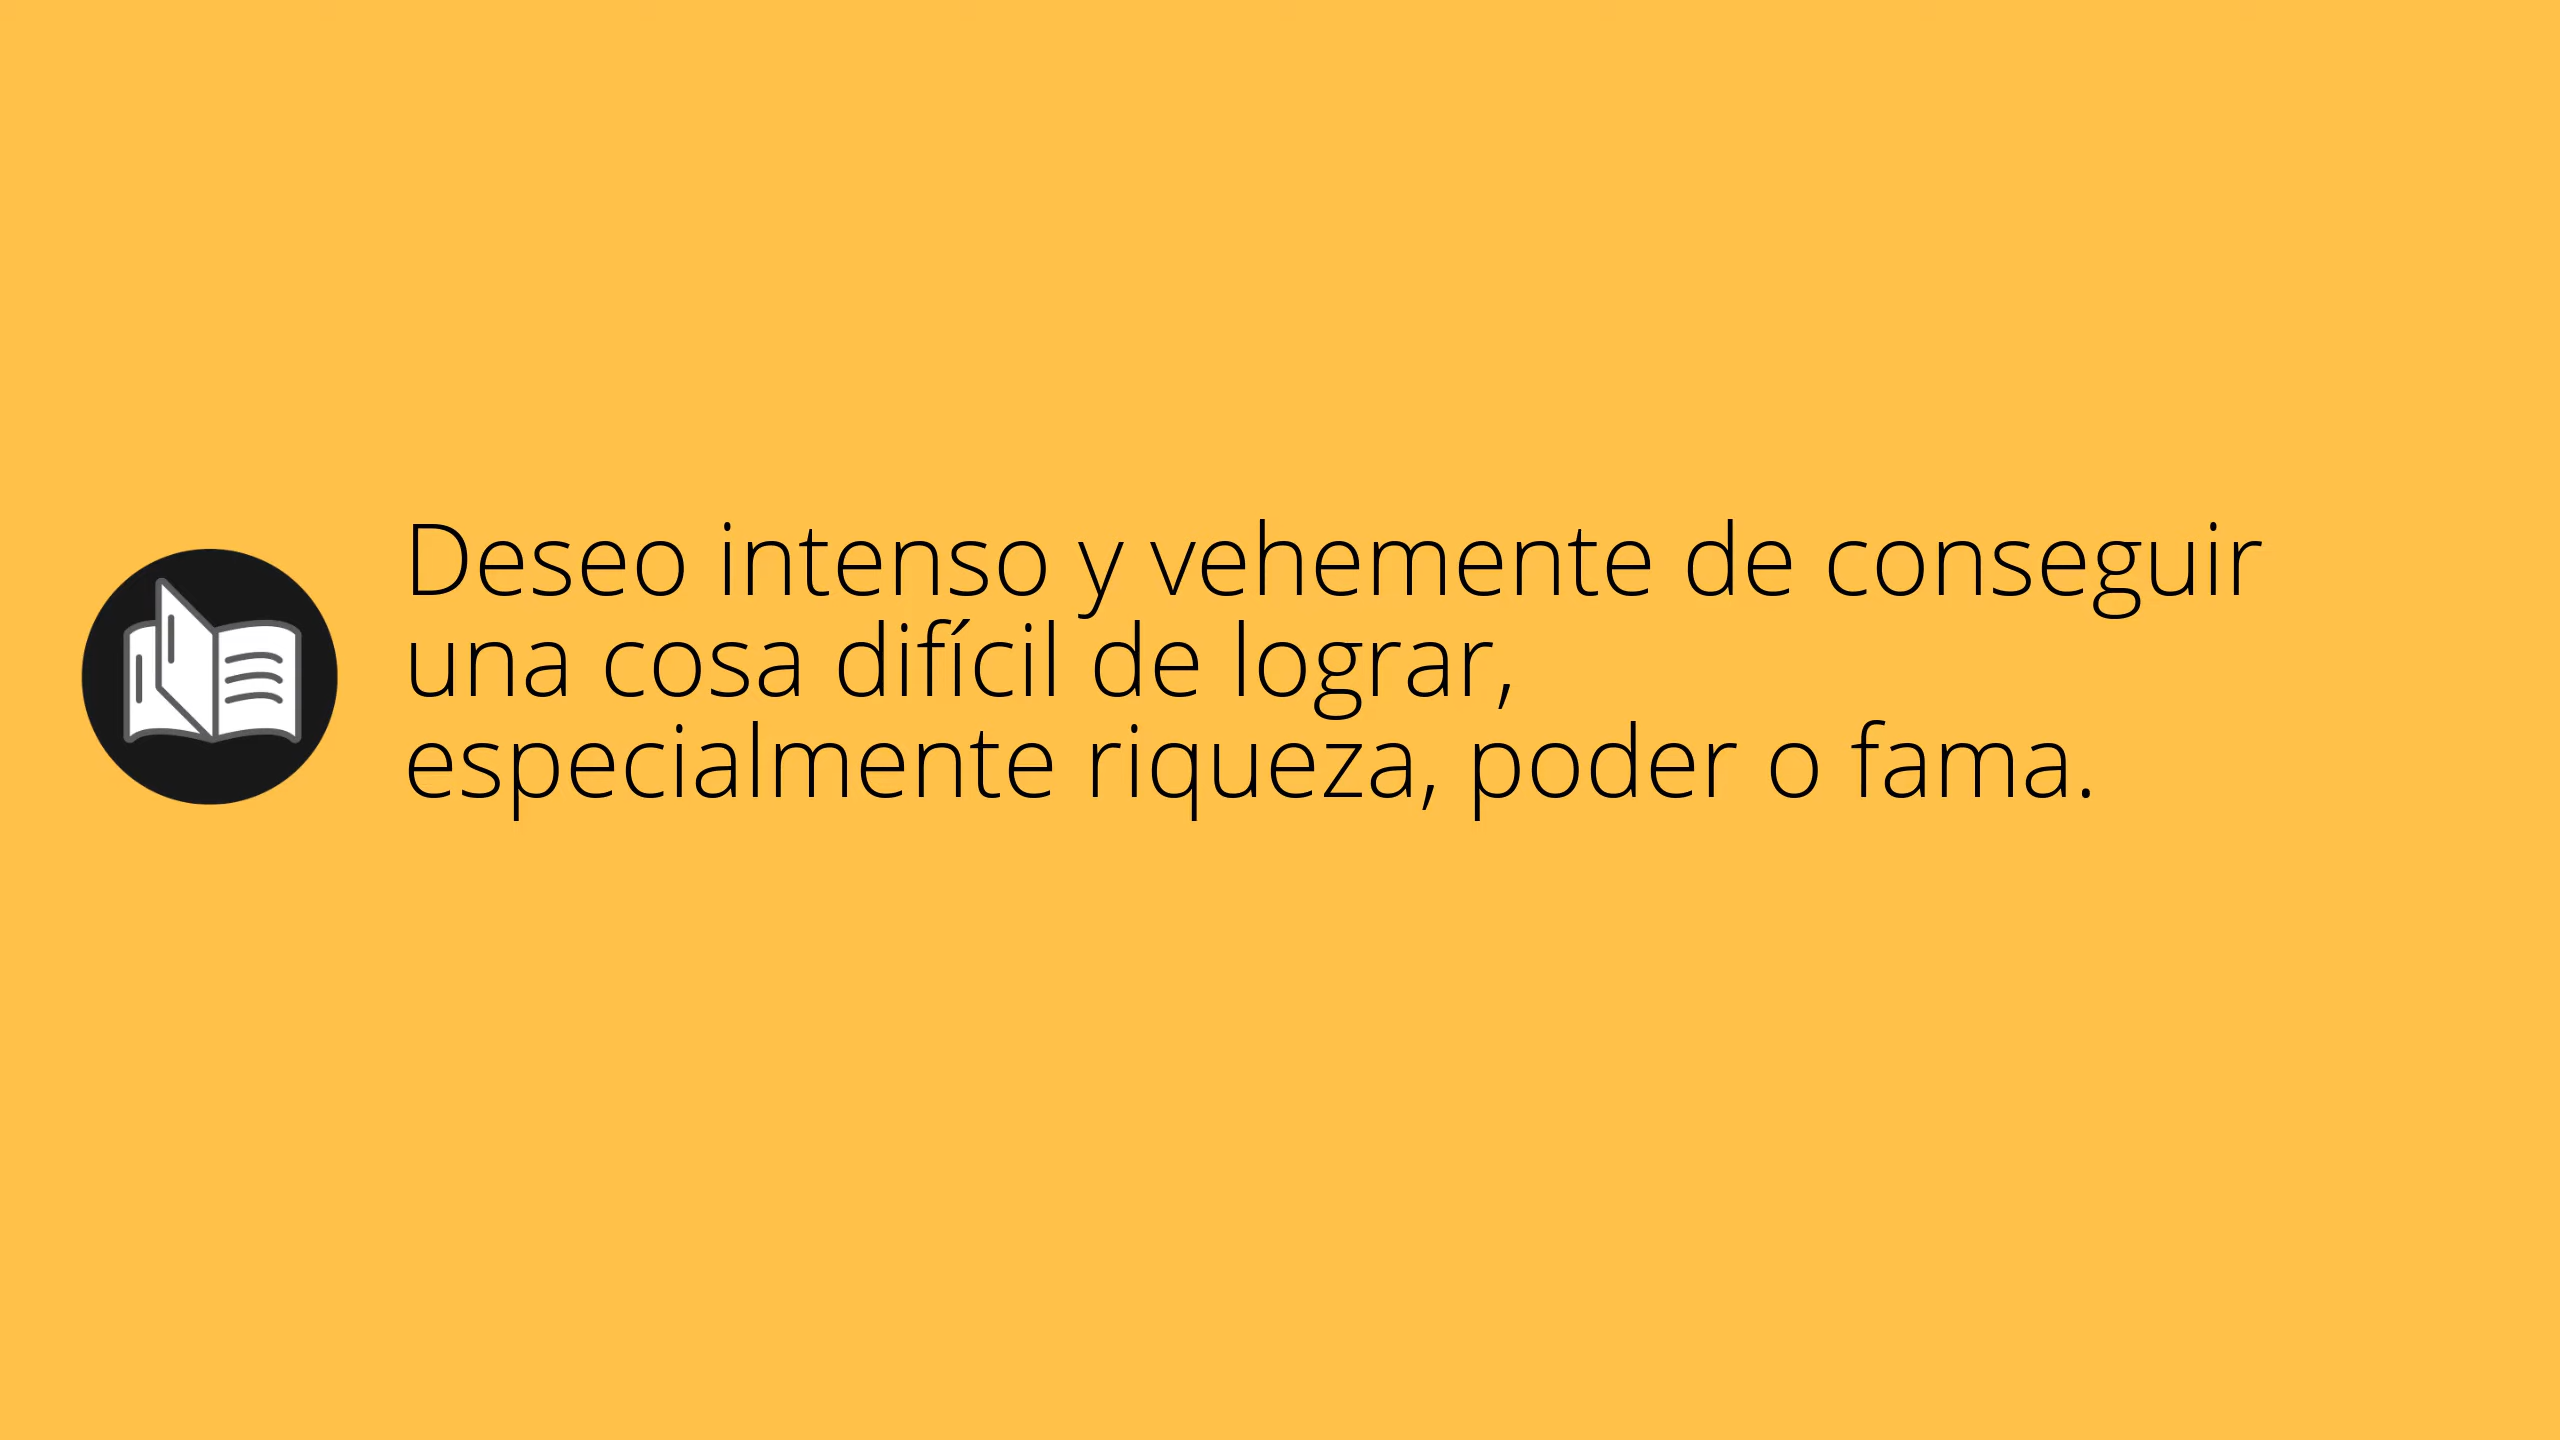 Deseo intenso y vehemente de conseguir
una cosa difícil de lograr,
especialmente riqueza, poder o fama.